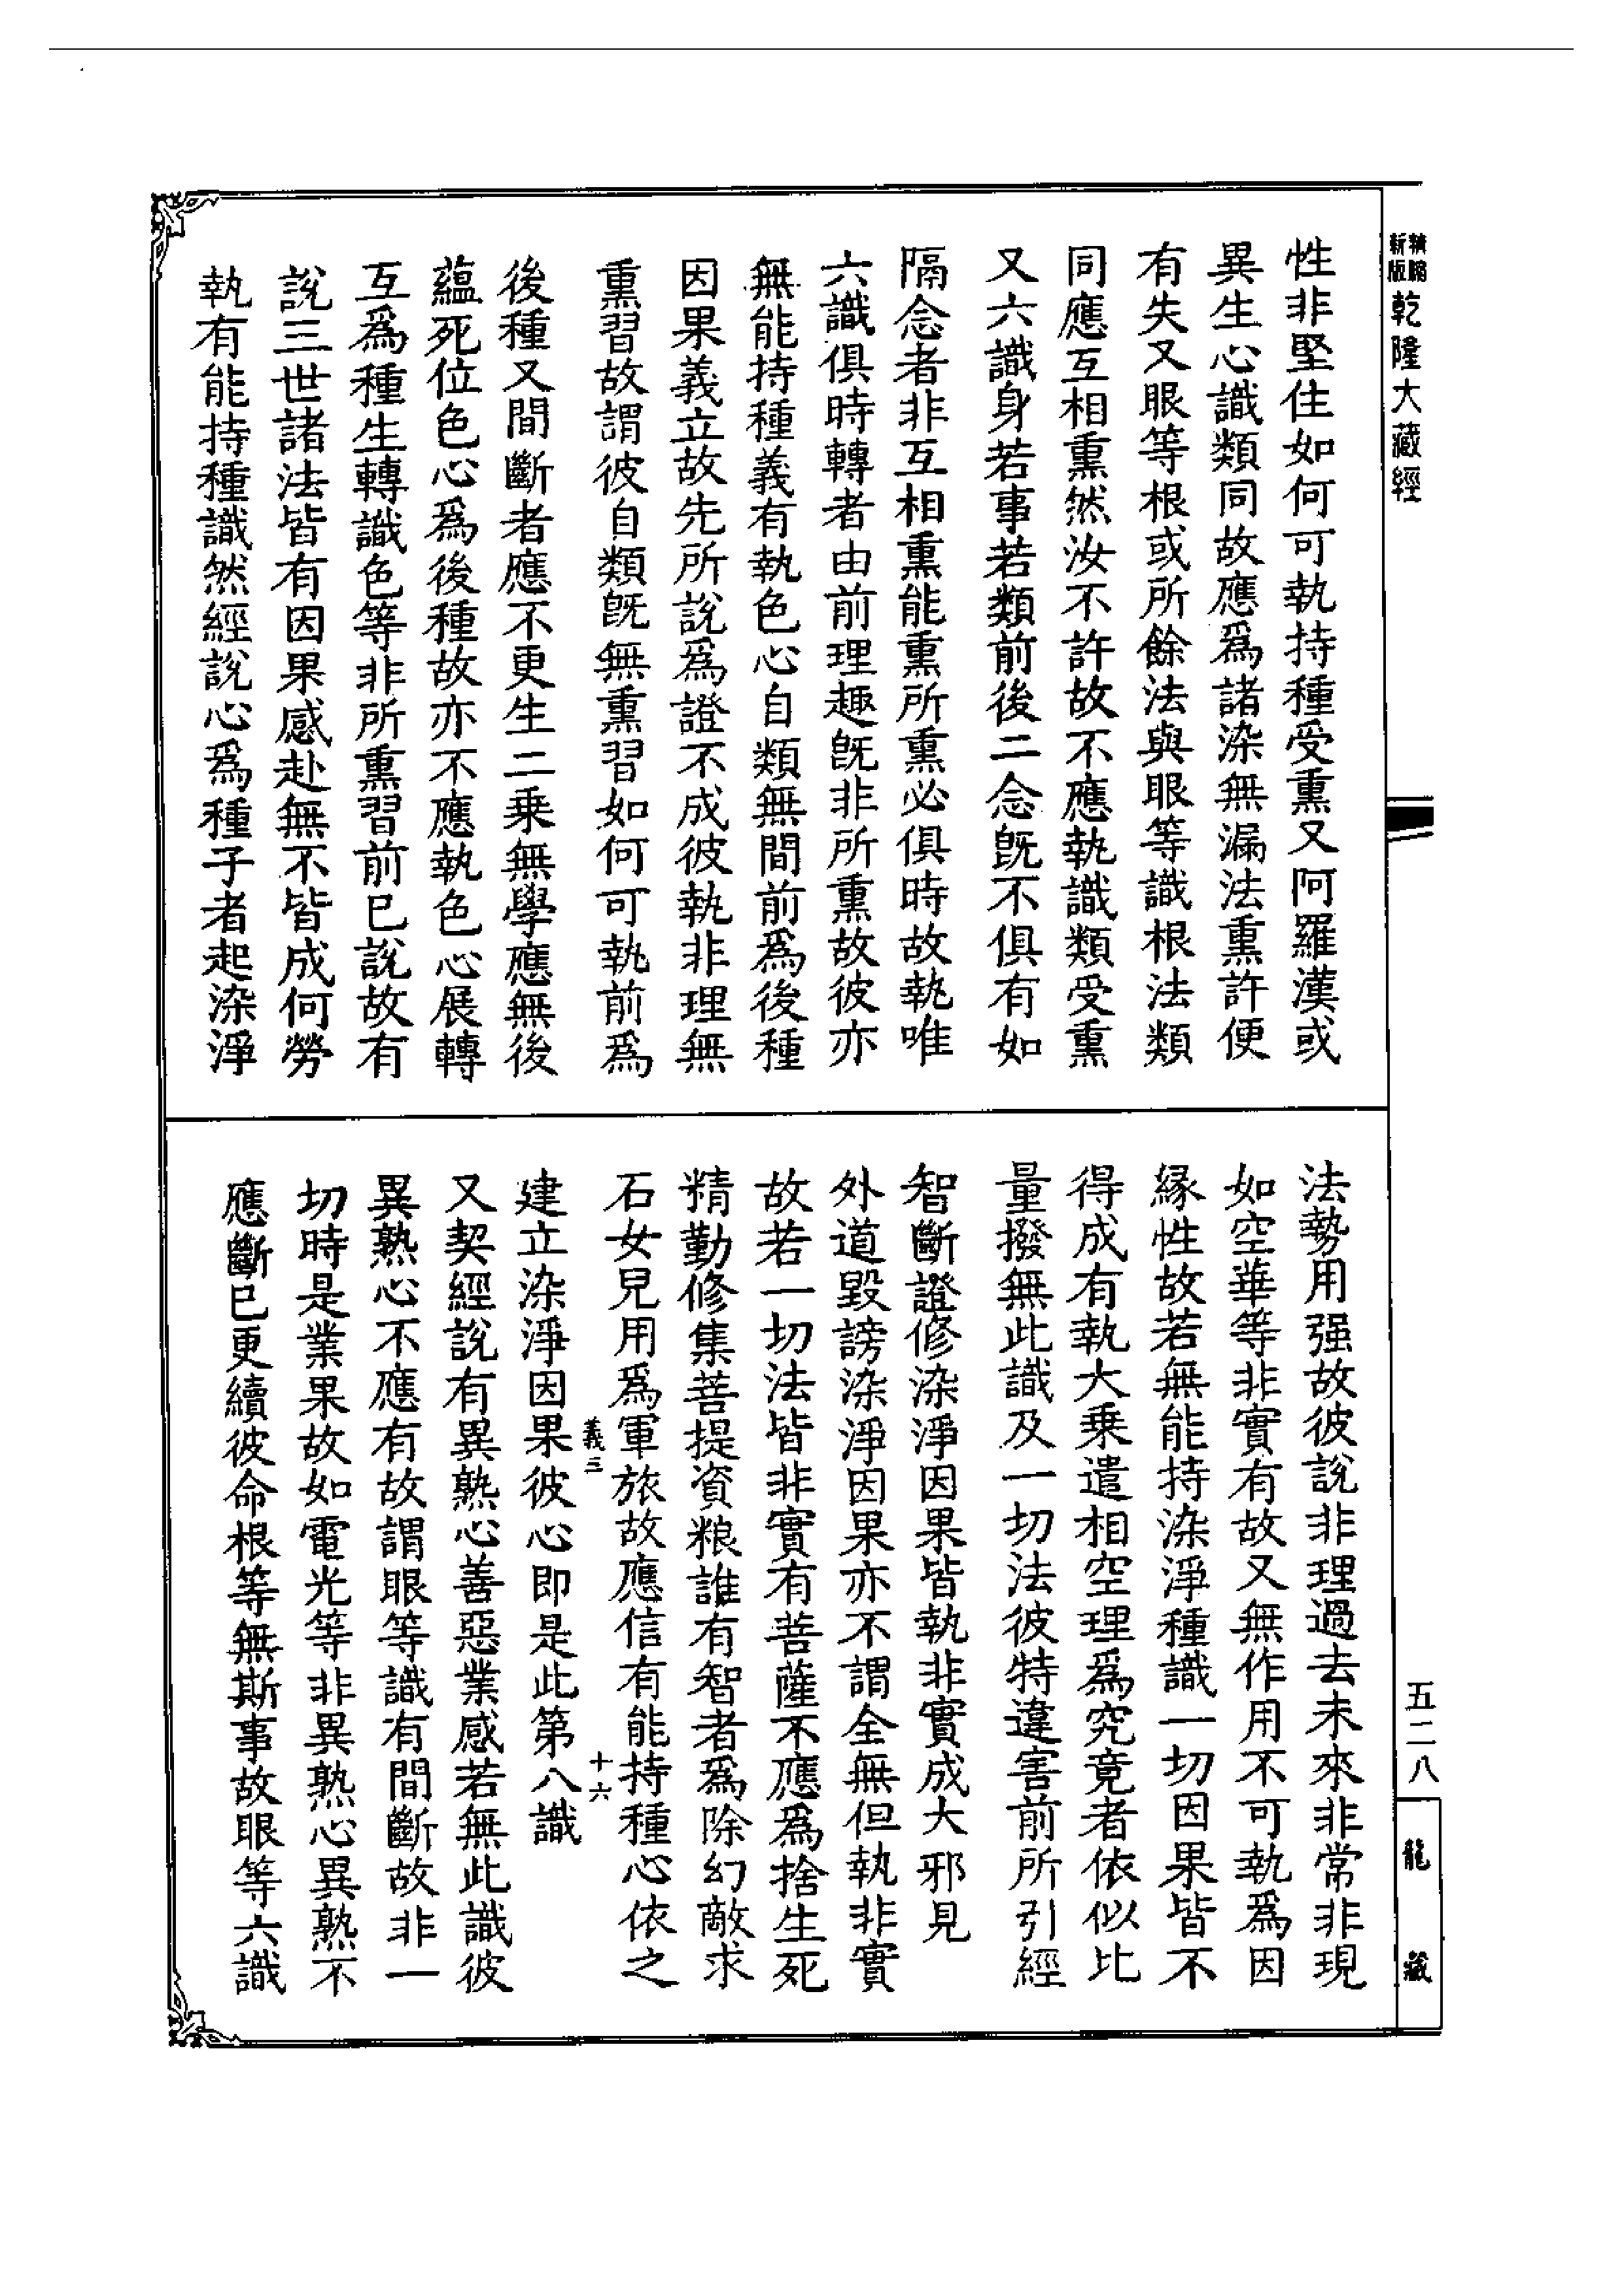 精縮
新版
乾隆大藏經
性非堅住如何可執持種受熏又阿羅漢或
異生心識類同故應爲諸染無漏法熏許便
有失又眼等根或所餘法與眼等識根法類
同應互相熏然汝不許故不應執識類受熏
又六識身若事若類前後二念旣不俱有如
隔念者非互相熏能熏所熏必俱時故執唯
六識俱時轉者由前理趣旣非所熏故彼亦
無能持種義有執色心自類無間前爲後種
因果義立故先所說爲證不成彼執非理無
熏習故謂彼自類旣無熏習如何可執前爲
後種又間斷者應不更生二乘無學應無後
蘊死位色心爲後種故亦不應執色心展轉
互爲種生轉識色等非所熏習前已說故有
說三世諸法皆有因果感赴無不皆成何勞
執有能持種識然經說心爲種子者起染淨
法勢用强故彼說非理過去未來非常非現
如空華等非實有故又無作用不可執爲因
緣性故若無能持染淨種識一切因果皆不
得成有執大乘遣相空理爲究竟者依似比
量撥無此識及一切法彼特違害前所引經
智斷證修染淨因果皆執非實成大邪見
外道毀謗染淨因果亦不謂全無但執非實
故若一切法皆非實有菩薩不應爲捨生死
精勤修集菩提資粮誰有智者爲除幻敵求
石女兒用爲軍旅故應信有能持種心依之
義三
十六
建立染淨因果彼心即是此第八識
又契經說有異熟心善惡業感若無此識彼
異熟心不應有故謂眼等識有間斷故非一
切時是業果故如電光等非異熟心異熟不
應斷已更續彼命根等無斯事故眼等六識
五二八
龍藏